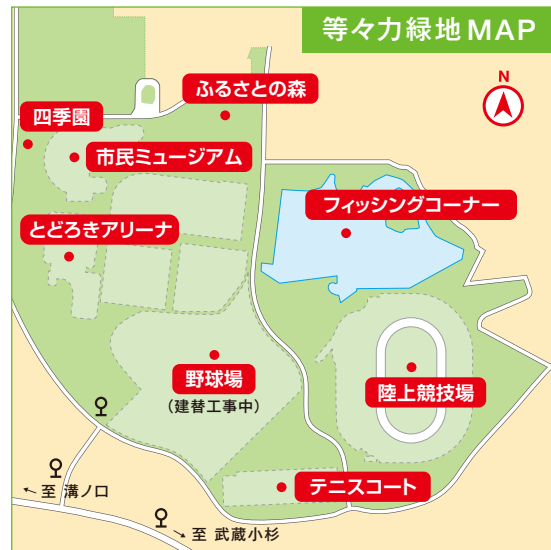 等々力緑地MAP
N
ふるさとの森
四季園
市民ミュージアム
フィッシングコーナー
とどろきアリーナ
野球場
(建替工事中)
陸上競技場
テニスコート
← 至 溝ノ口
→ 至 武蔵小杉